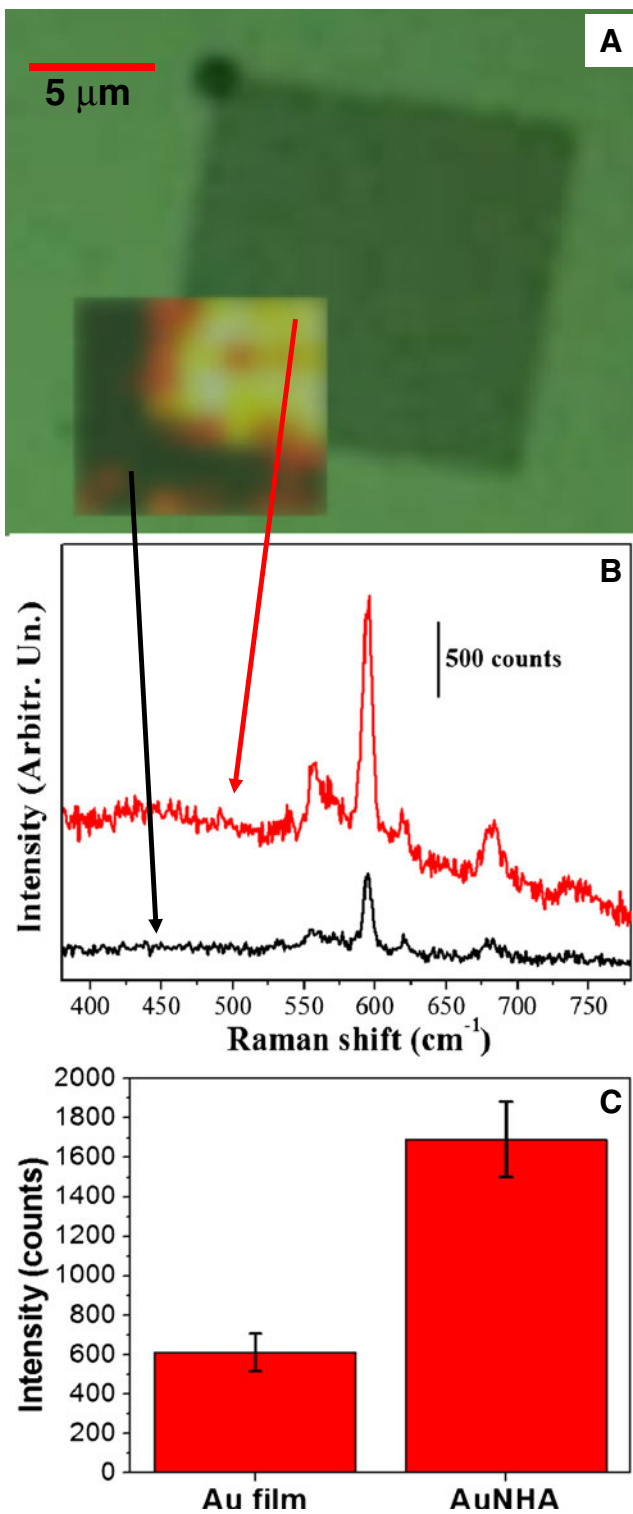 A
5 μm
B
500 counts
Intensity (Arbitr. Un.)
400 450 500 550 600 650 700 750
Raman shift (cm⁻¹)
C
2000
1800
1600
1400
1200
1000
800
600
400
200
0
Intensity (counts)
Au film AuNHA